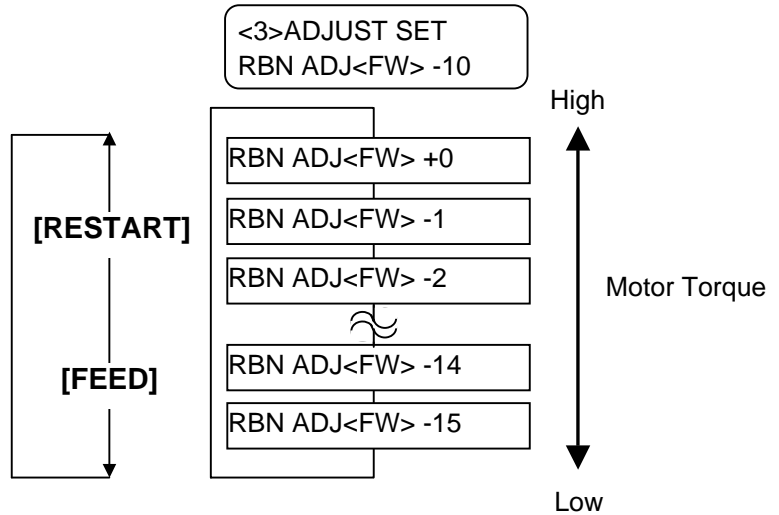 <3>ADJUST SET
RBN ADJ<FW> -10
High
RBN ADJ<FW> +0
[RESTART]
RBN ADJ<FW> -1
RBN ADJ<FW> -2
Motor Torque
[FEED]
RBN ADJ<FW> -14
RBN ADJ<FW> -15
Low